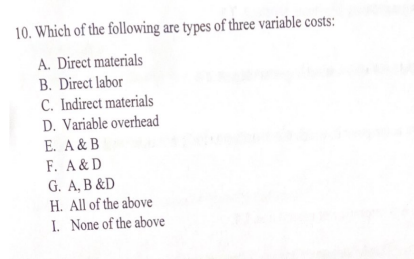 10. Which of the following are types of three variable costs:
A. Direct materials
B. Direct labor
C. Indirect materials
D. Variable overhead
E. A & B
F. A & D
G. A, B &D
H. All of the above
I. None of the above